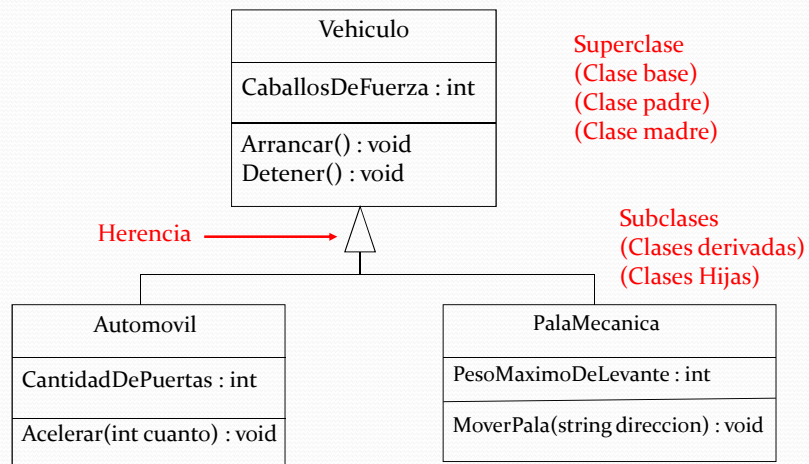 Vehiculo
CaballosDeFuerza : int
Arrancar() : void
Detener() : void
Superclase
(Clase base)
(Clase padre)
(Clase madre)
Herencia
Subclases
(Clases derivadas)
(Clases Hijas)
Automovil
CantidadDePuertas : int
Acelerar(int cuanto) : void
PalaMecanica
PesoMaximoDeLevante : int
MoverPala(string direccion) : void